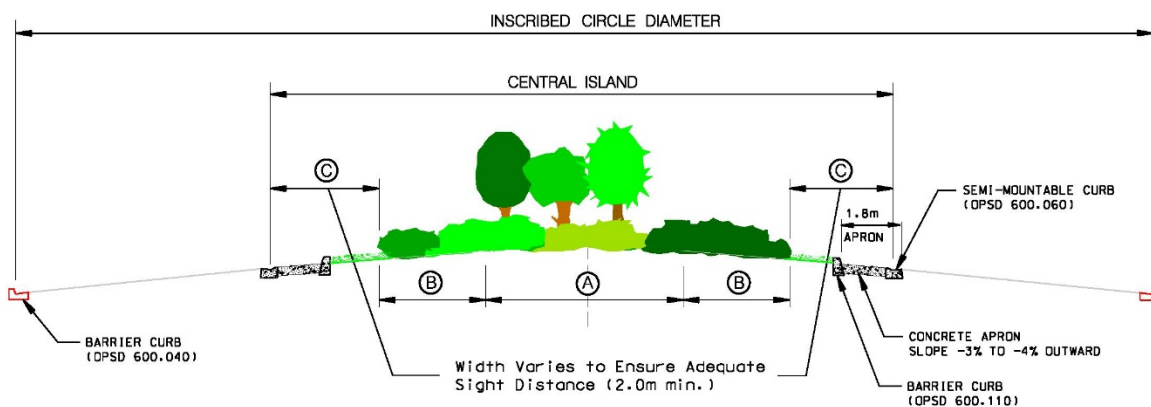 INSCRIBED CIRCLE DIAMETER
CENTRAL ISLAND
C
C
SEMI-MOUNTABLE CURB
(OPSD 600.060)
1.8m
APRON
B
A
B
BARRIER CURB
(OPSD 600.040)
Width Varies to Ensure Adequate
Sight Distance (2.0m min.)
CONCRETE APRON
SLOPE -3% TO -4% OUTWARD
BARRIER CURB
(OPSD 600.110)